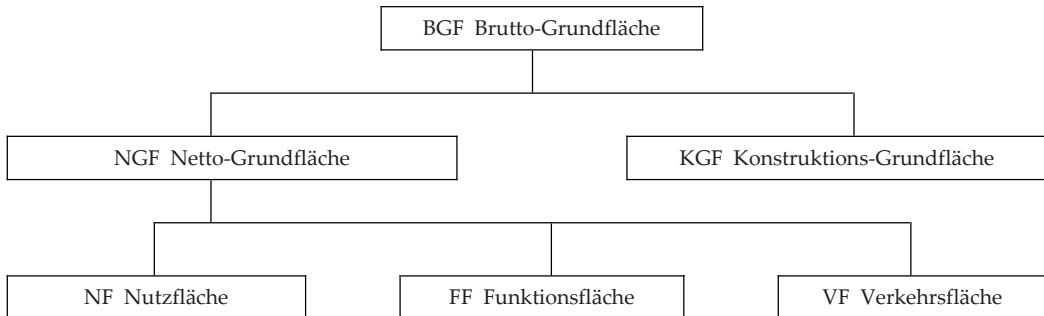 BGF Brutto-Grundfläche
NGF Netto-Grundfläche
KGF Konstruktions-Grundfläche
NF Nutzfläche
FF Funktionsfläche
VF Verkehrsfläche